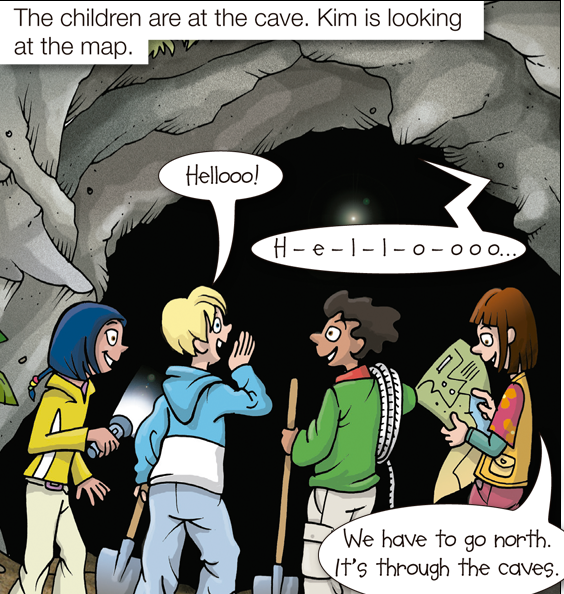 The children are at the cave. Kim is looking
at the map.
Hellooo!
H – e – l – l – o – o o o...
We have to go north.
It's through the caves.